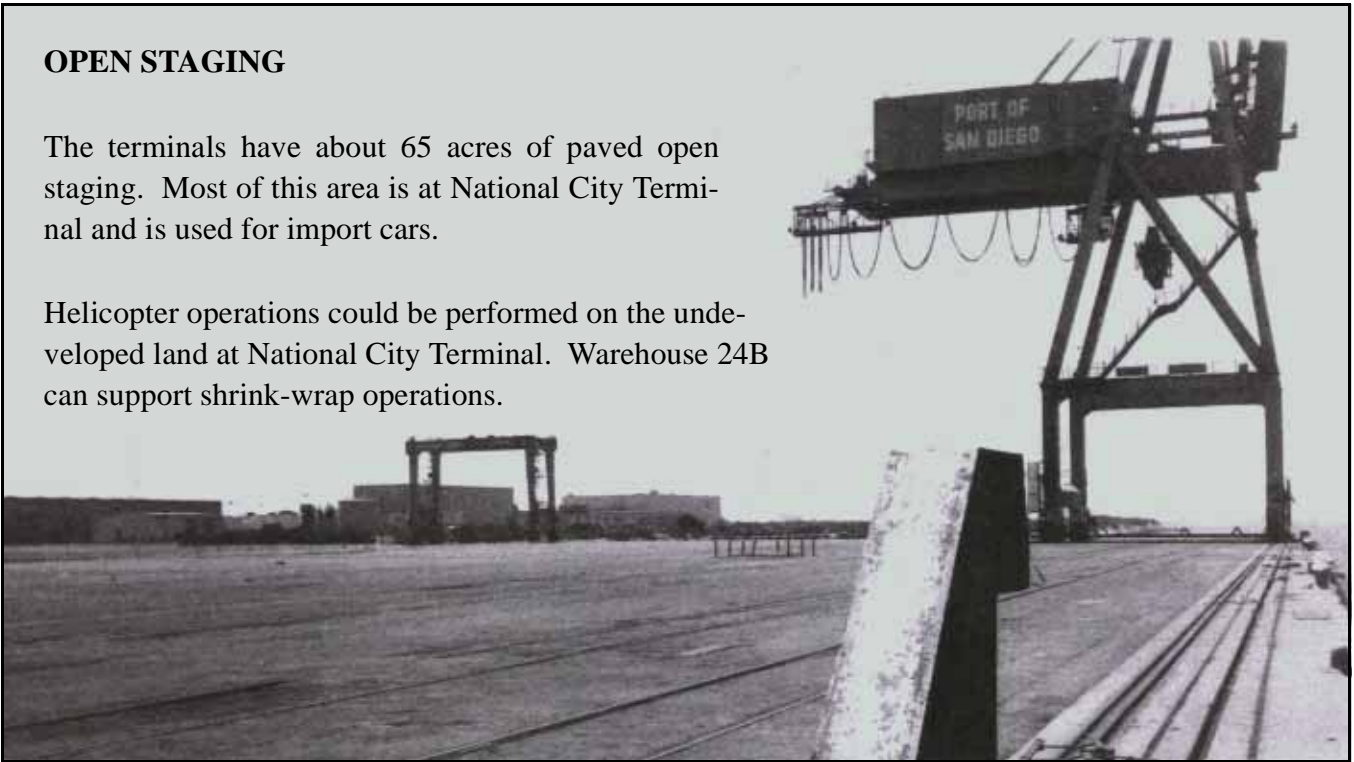 OPEN STAGING
The terminals have about 65 acres of paved open
staging. Most of this area is at National City Termi-
nal and is used for import cars.
Helicopter operations could be performed on the unde-
veloped land at National City Terminal. Warehouse 24B
can support shrink-wrap operations.
PORT OF
SAN DIEGO